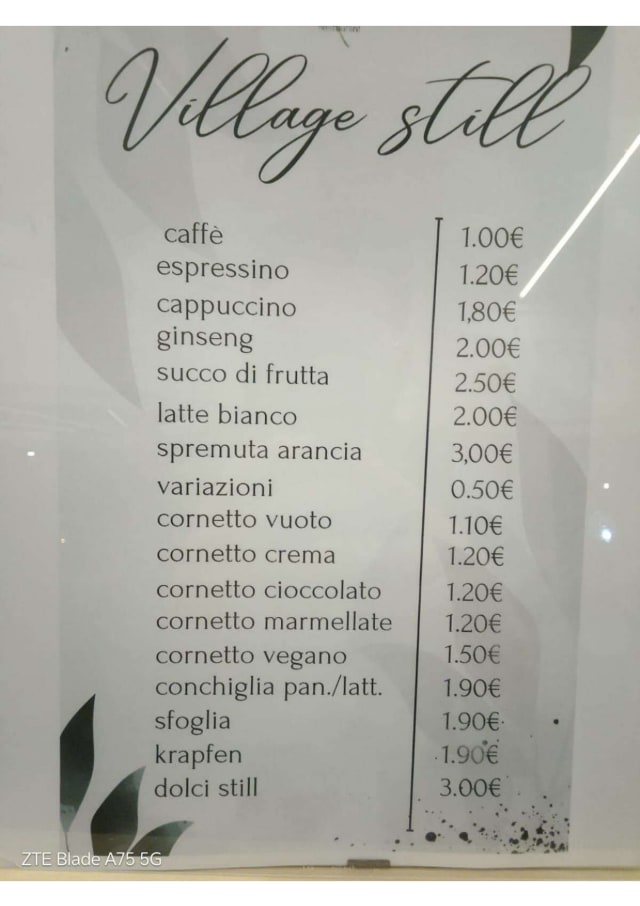 Village still
caffè 1.00€
espressino 1.20€
cappuccino 1,80€
ginseng 2.00€
succo di frutta 2.50€
latte bianco 2.00€
spremuta arancia 3,00€
variazioni 0.50€
cornetto vuoto 1.10€
cornetto crema 1.20€
cornetto cioccolato 1.20€
cornetto marmellate 1.20€
cornetto vegano 1.50€
conchiglia pan./latt. 1.90€
sfoglia 1.90€
krapfen 1.90€
dolci still 3.00€
ZTE Blade A75 5G